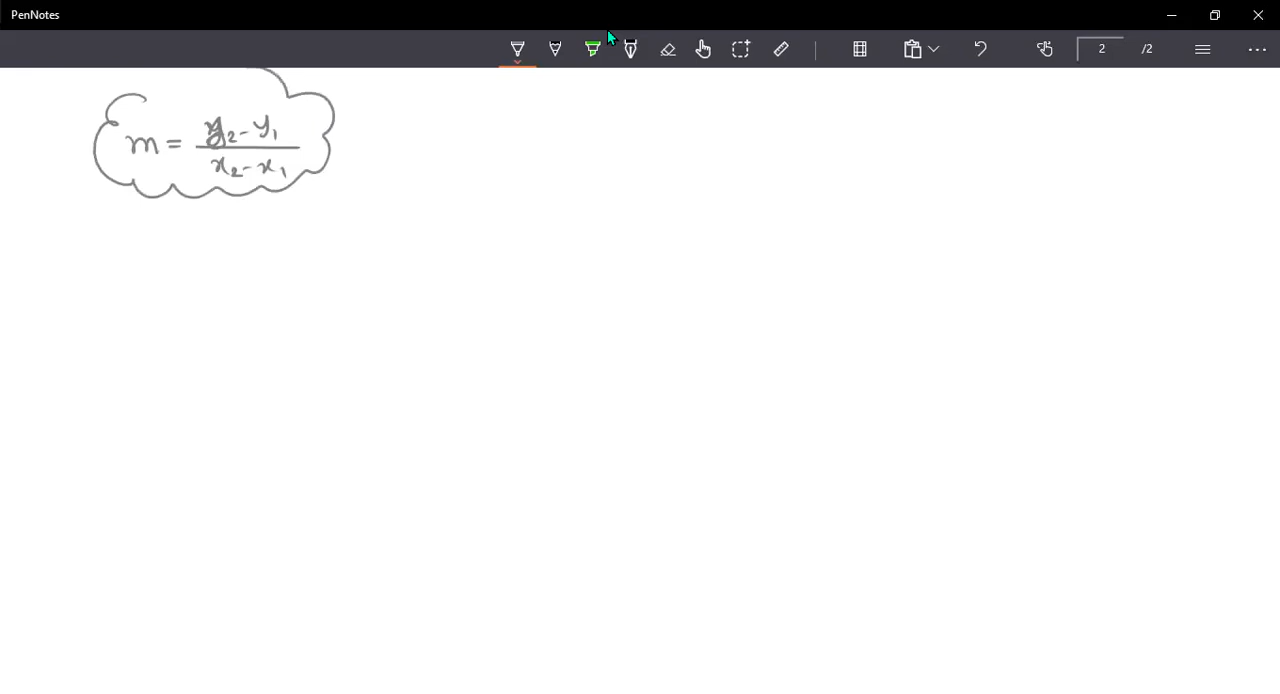 PenNotes
2 /2
m = y₂ - y₁
x₂ - x₁